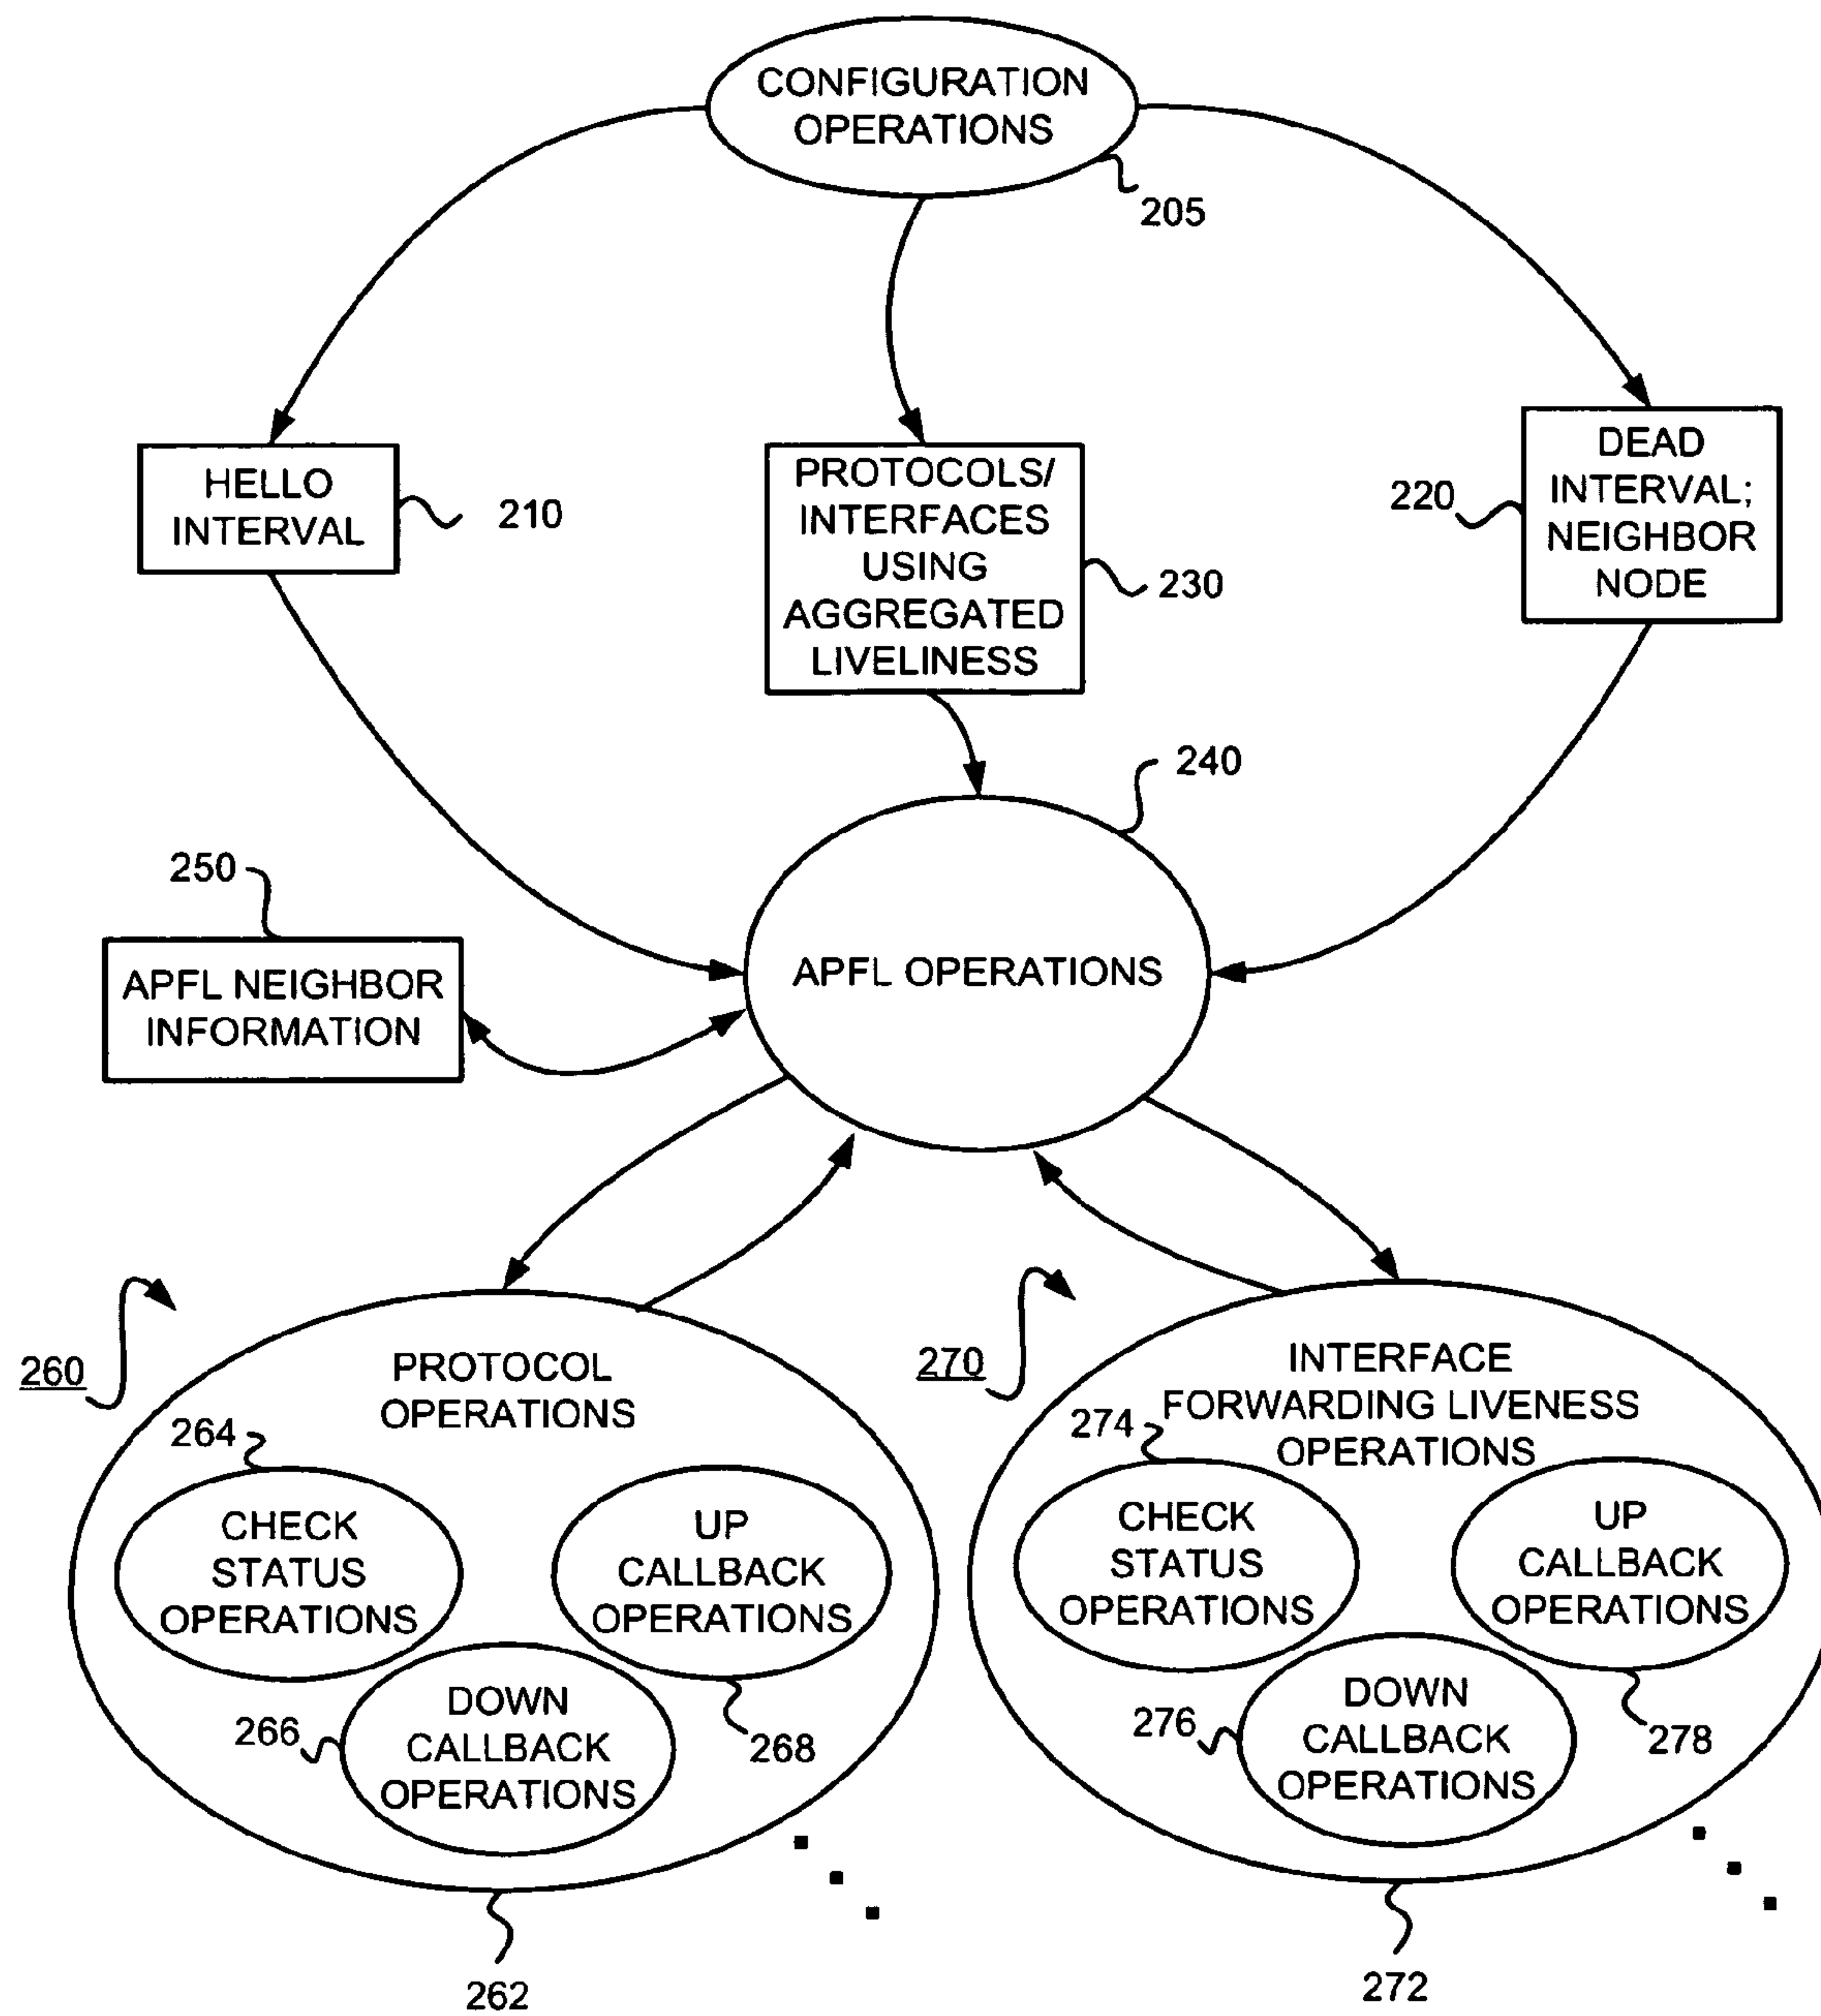 CONFIGURATION
OPERATIONS
205
HELLO
INTERVAL
210
PROTOCOLS/
INTERFACES
USING
AGGREGATED
LIVELINESS
230
DEAD
INTERVAL;
NEIGHBOR
NODE
220
240
APFL OPERATIONS
250
APFL NEIGHBOR
INFORMATION
260
PROTOCOL
OPERATIONS
264
CHECK
STATUS
OPERATIONS
UP
CALLBACK
OPERATIONS
268
266
DOWN
CALLBACK
OPERATIONS
262
270
INTERFACE
FORWARDING LIVENESS
OPERATIONS
274
CHECK
STATUS
OPERATIONS
UP
CALLBACK
OPERATIONS
278
276
DOWN
CALLBACK
OPERATIONS
272